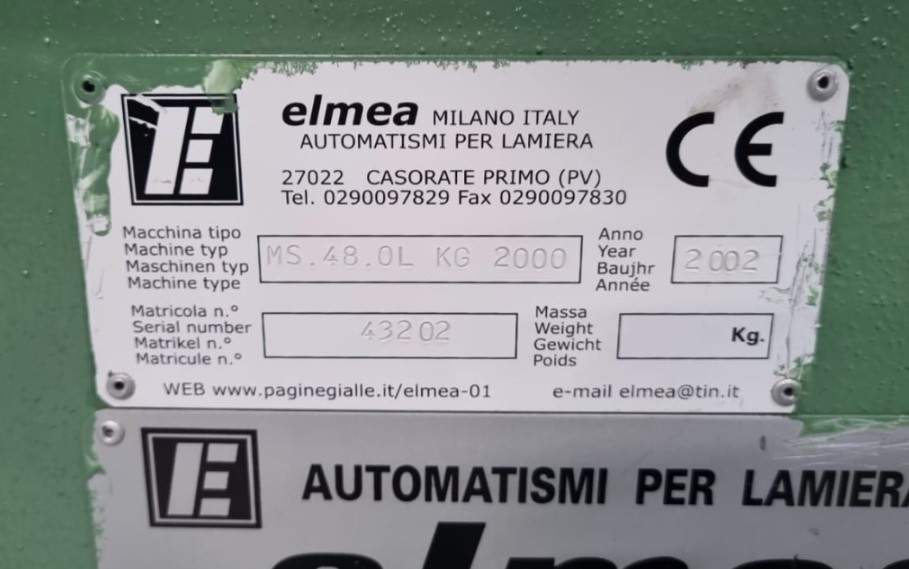 elmea MILANO ITALY
AUTOMATISMI PER LAMIERA
27022 CASORATE PRIMO (PV)
Tel. 0290097829 Fax 0290097830
CE
Macchina tipo
Machine typ
Maschinen typ
Machine type
MS.48.0L KG 2000
Anno
Year
Baujhr
Année
2002
Matricola n.°
Serial number
Matrikel n.°
Matricule n.°
43202
Massa
Weight
Gewicht
Poids
Kg.
WEB www.paginegialle.it/elmea-01 e-mail elmea@tin.it
AUTOMATISMI PER LAMIERA
elmea